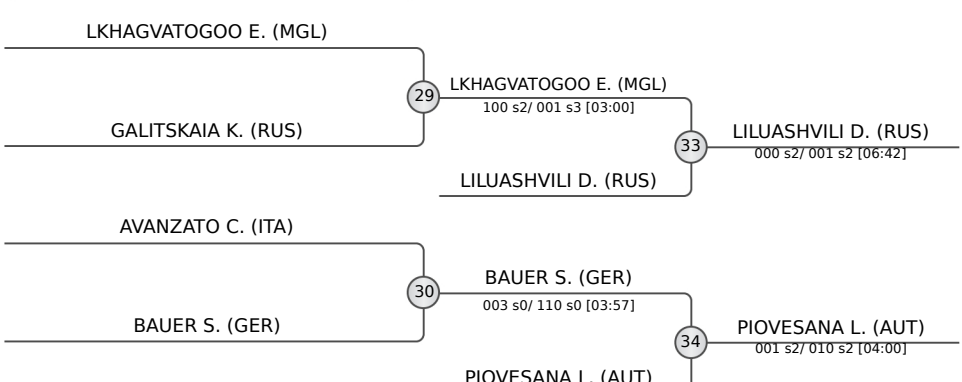 LKHAGVATOGOO E. (MGL)
29
LKHAGVATOGOO E. (MGL)
100 s2/ 001 s3 [03:00]
GALITSKAIA K. (RUS)
33
LILUASHVILI D. (RUS)
000 s2/ 001 s2 [06:42]
LILUASHVILI D. (RUS)
AVANZATO C. (ITA)
30
BAUER S. (GER)
003 s0/ 110 s0 [03:57]
BAUER S. (GER)
34
PIOVESANA L. (AUT)
001 s2/ 010 s2 [04:00]
PIOVESANA L. (AUT)